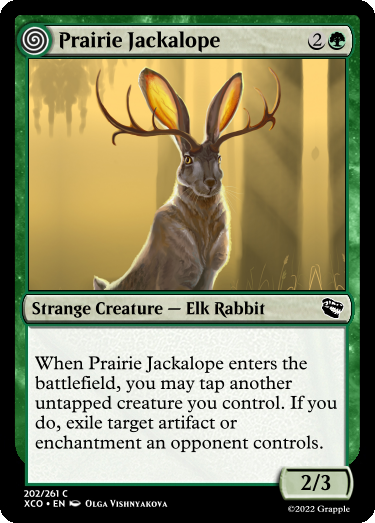 Prairie Jackalope 2
Strange Creature — Elk Rabbit
When Prairie Jackalope enters the
battlefield, you may tap another
untapped creature you control. If you
do, exile target artifact or
enchantment an opponent controls.
2/3
202/261 C
XCO • EN Olga Vishnyakova
©2022 Grapple